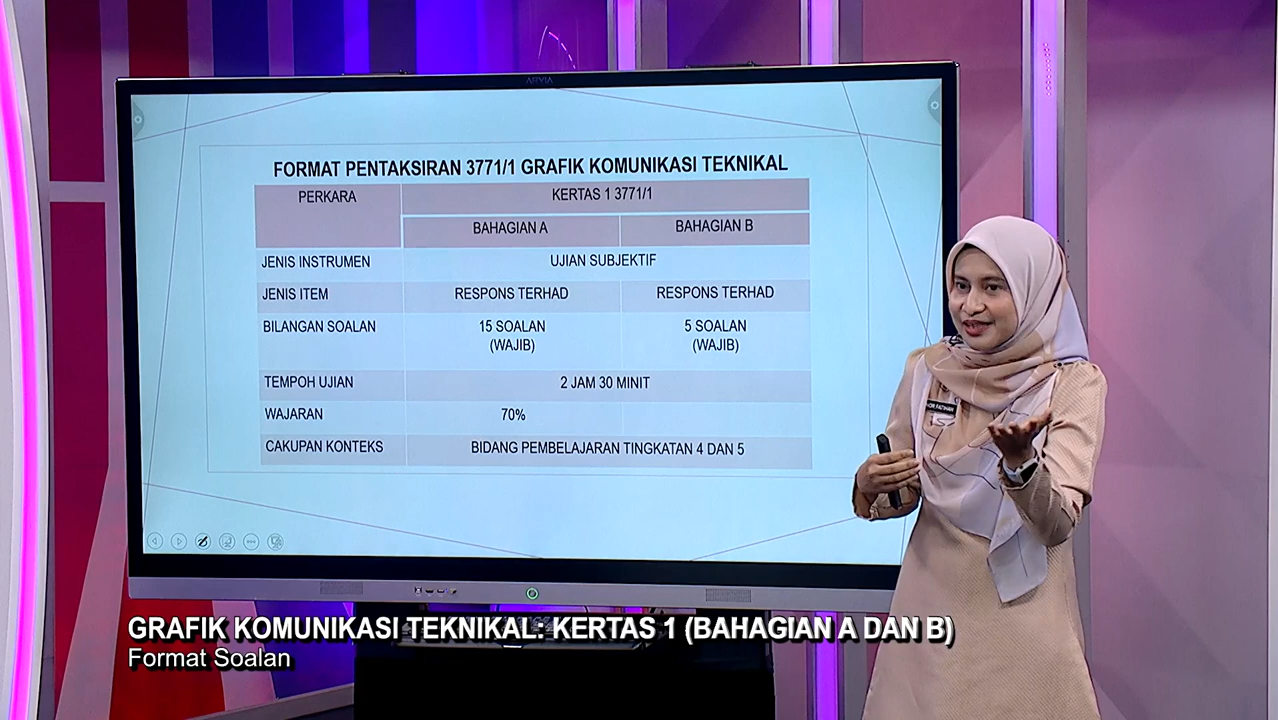 ARVIA
FORMAT PENTAKSIRAN 3771/1 GRAFIK KOMUNIKASI TEKNIKAL
PERKARA
KERTAS 1 3771/1
BAHAGIAN A
BAHAGIAN B
JENIS INSTRUMEN
UJIAN SUBJEKTIF
JENIS ITEM
RESPONS TERHAD
RESPONS TERHAD
BILANGAN SOALAN
15 SOALAN
(WAJIB)
5 SOALAN
(WAJIB)
TEMPOH UJIAN
2 JAM 30 MINIT
WAJARAN
70%
CAKUPAN KONTEKS
BIDANG PEMBELAJARAN TINGKATAN 4 DAN 5
GRAFIK KOMUNIKASI TEKNIKAL: KERTAS 1 (BAHAGIAN A DAN B)
Format Soalan